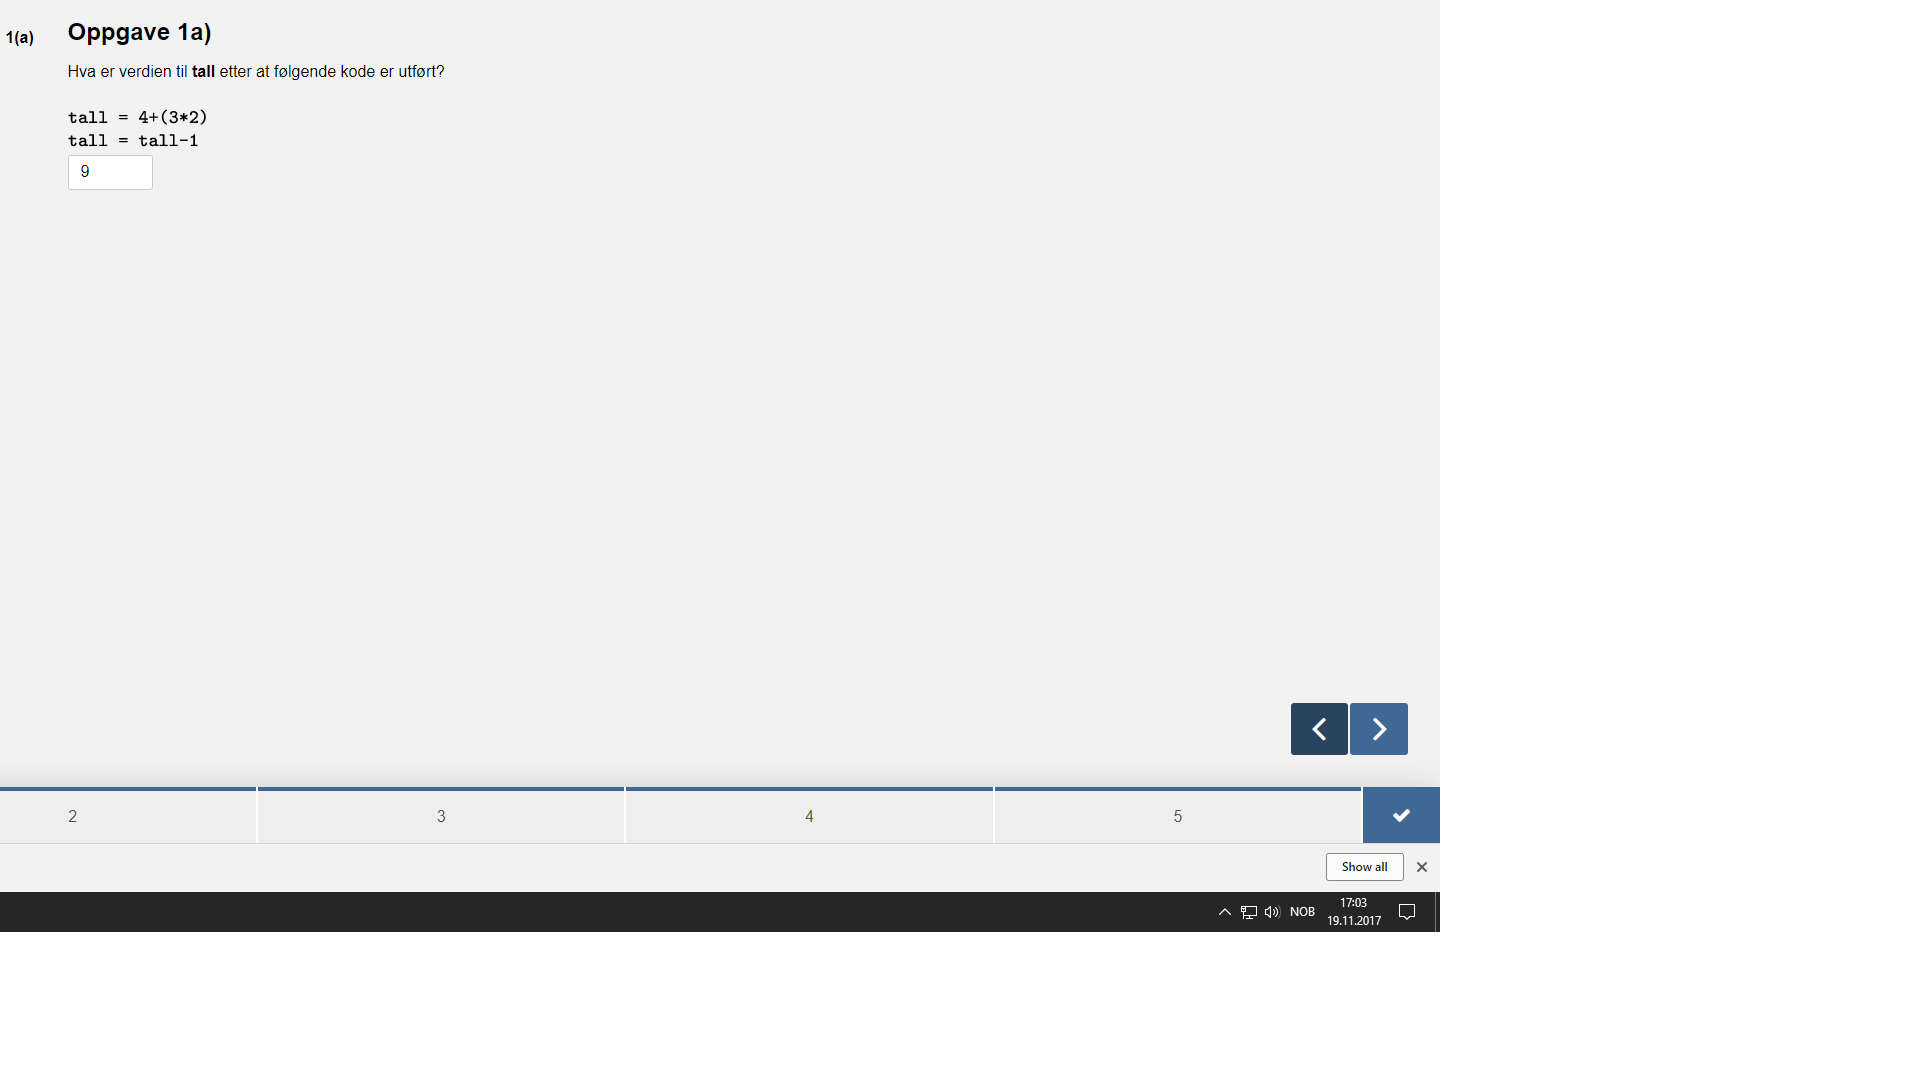 1(a)
Oppgave 1a)
Hva er verdien til tall etter at følgende kode er utført?
tall = 4+(3*2)
tall = tall-1
9
2
3
4
5
Show all
NOB
17:03
19.11.2017